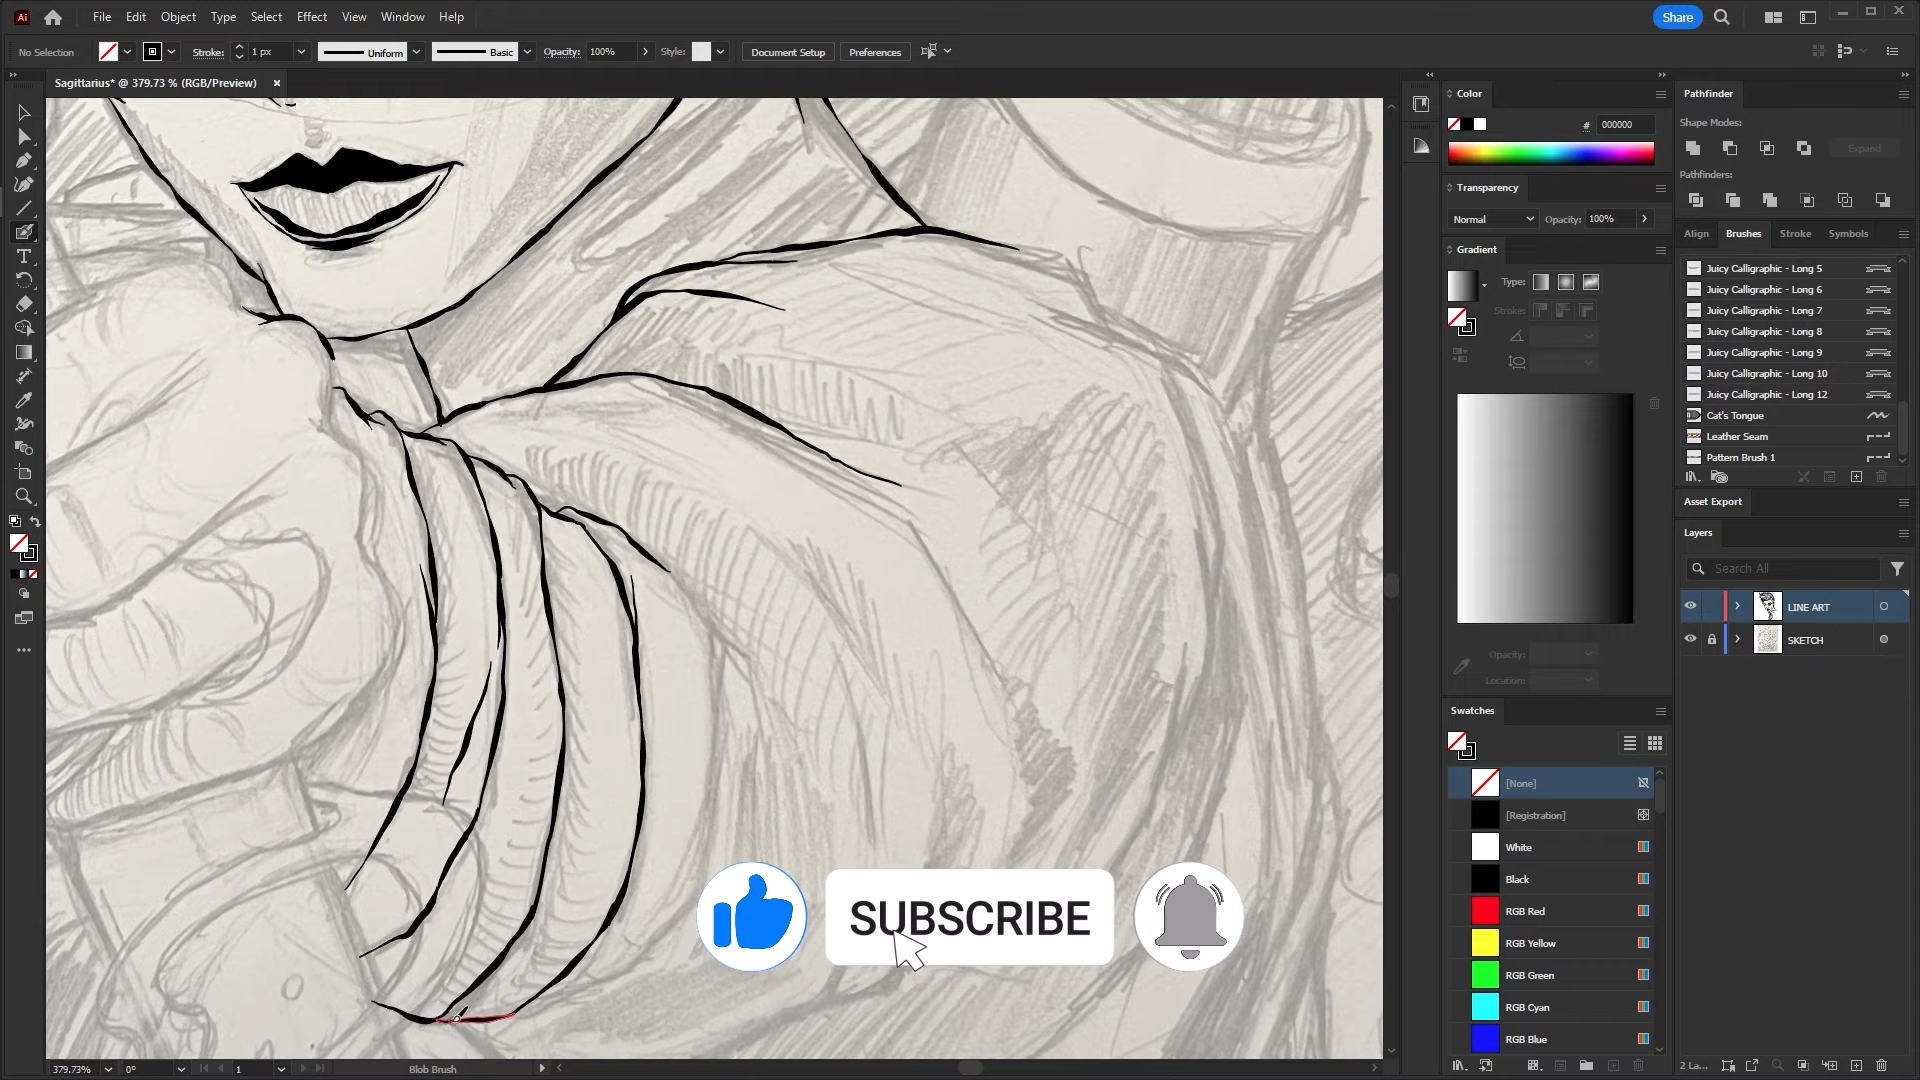 Ai File Edit Object Type Select Effect View Window Help Share
No Selection Stroke: 1 px Uniform Basic Opacity: 100% Style: Document Setup Preferences
Sagittarius* @ 379.73 % (RGB/Preview) ×
Color
# 000000
Transparency
Normal Opacity: 100%
Gradient
Type:
Stroke:
Opacity:
Location:
Swatches
[None]
[Registration]
White
Black
RGB Red
RGB Yellow
RGB Green
RGB Cyan
RGB Blue
Pathfinder
Shape Modes:
Expand
Pathfinders:
Align Brushes Stroke Symbols
Juicy Calligraphic - Long 5
Juicy Calligraphic - Long 6
Juicy Calligraphic - Long 7
Juicy Calligraphic - Long 8
Juicy Calligraphic - Long 9
Juicy Calligraphic - Long 10
Juicy Calligraphic - Long 12
Cat's Tongue
Leather Seam
Pattern Brush 1
Asset Export
Layers
Search All
LINE ART
SKETCH
2 La...
SUBSCRIBE
379.73% 0° 1 Blob Brush